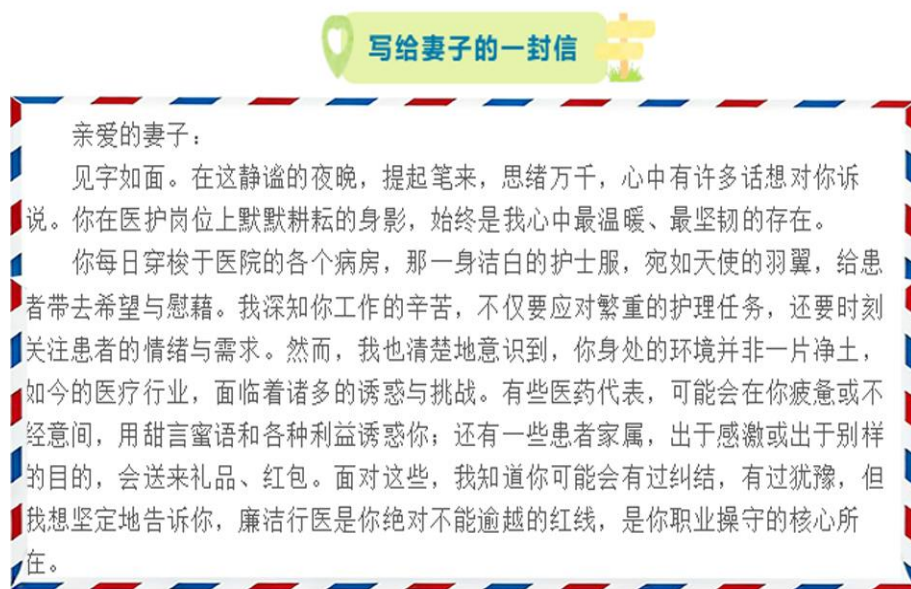 写给妻子的一封信
亲爱的妻子：
见字如面。在这静谧的夜晚，提起笔来，思绪万千，心中有许多话想对你诉
说。你在医护岗位上默默耕耘的身影，始终是我心中最温暖、最坚韧的存在。
你每日穿梭于医院的各个病房，那一身洁白的护士服，宛如天使的羽翼，给患
者带去希望与慰藉。我深知你工作的辛苦，不仅要应对繁重的护理任务，还要时刻
关注患者的情绪与需求。然而，我也清楚地意识到，你身处的环境并非一片净土，
如今的医疗行业，面临着诸多的诱惑与挑战。有些医药代表，可能会在你疲惫或不
经意间，用甜言蜜语和各种利益诱惑你；还有一些患者家属，出于感激或出于别样
的目的，会送来礼品、红包。面对这些，我知道你可能会有过纠结，有过犹豫，但
我想坚定地告诉你，廉洁行医是你绝对不能逾越的红线，是你职业操守的核心所
在。